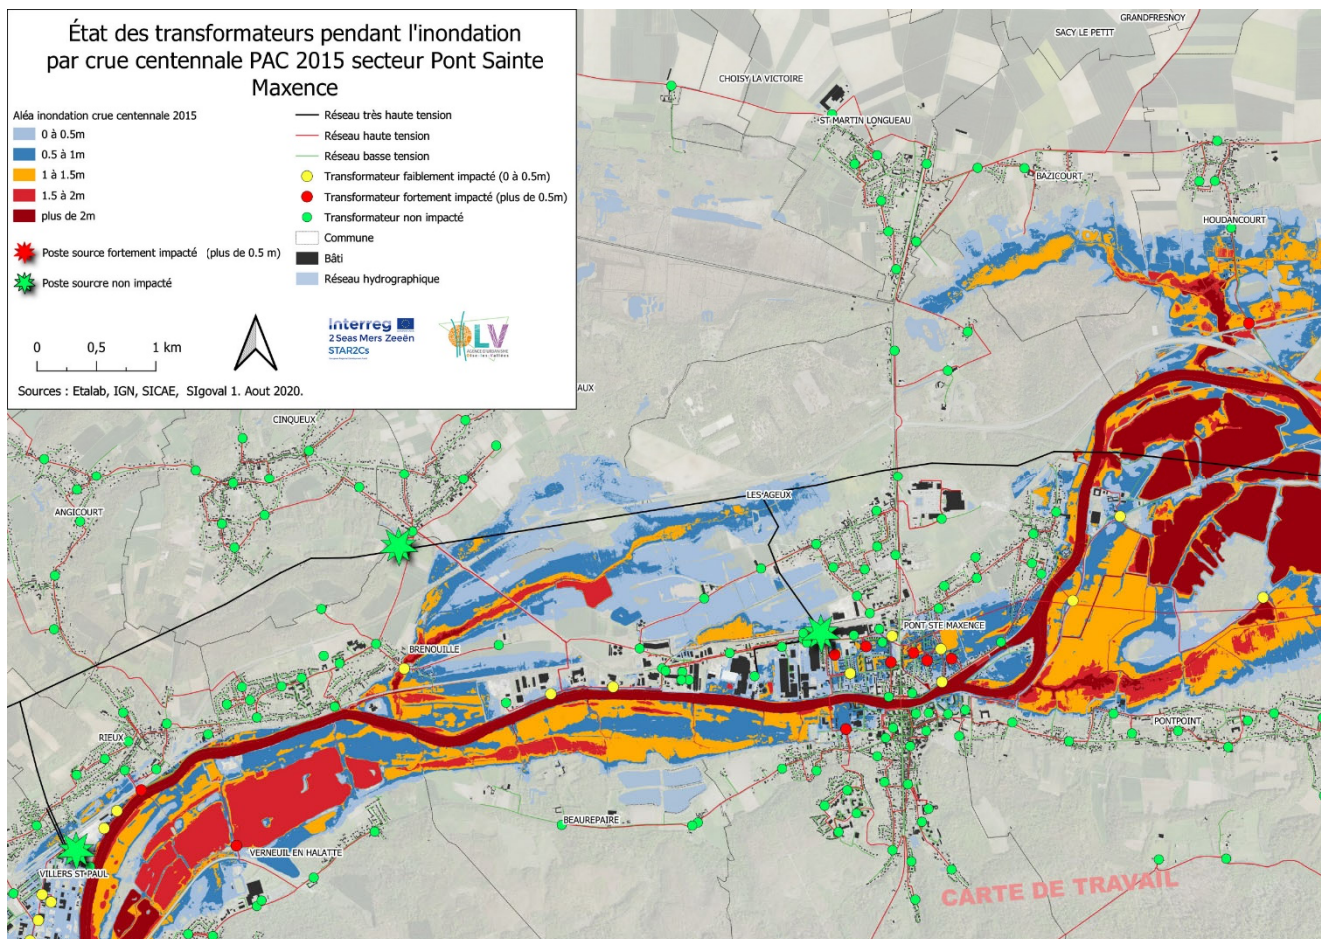 État des transformateurs pendant l'inondation
par crue centennale PAC 2015 secteur Pont Sainte
Maxence
Aléa inondation crue centennale 2015
0 à 0.5m
0.5 à 1m
1 à 1.5m
1.5 à 2m
plus de 2m
Poste source fortement impacté (plus de 0.5 m)
Poste sourcre non impacté
Réseau très haute tension
Réseau haute tension
Réseau basse tension
Transformateur faiblement impacté (0 à 0.5m)
Transformateur fortement impacté (plus de 0.5m)
Transformateur non impacté
Commune
Bâti
Réseau hydrographique
0 0,5 1 km
Interreg
2 Seas Mers Zeeën
STAR2Cs
OLV
Sources : Etalab, IGN, SICAE, SIgoval 1. Aout 2020.
GRANDFRESNOY
SACY LE PETIT
CHOISY LA VICTOIRE
ST MARTIN LONGUEAU
BAZICOURT
HOUDANCOURT
AUX
CINQUEUX
ANGICOURT
LES AGEUX
PONT STE MAXENCE
BRENOUILLE
RIEUX
PONTPOINT
BEAUREPAIRE
VERNEUIL EN HALATTE
VILLERS ST PAUL
CARTE DE TRAVAIL